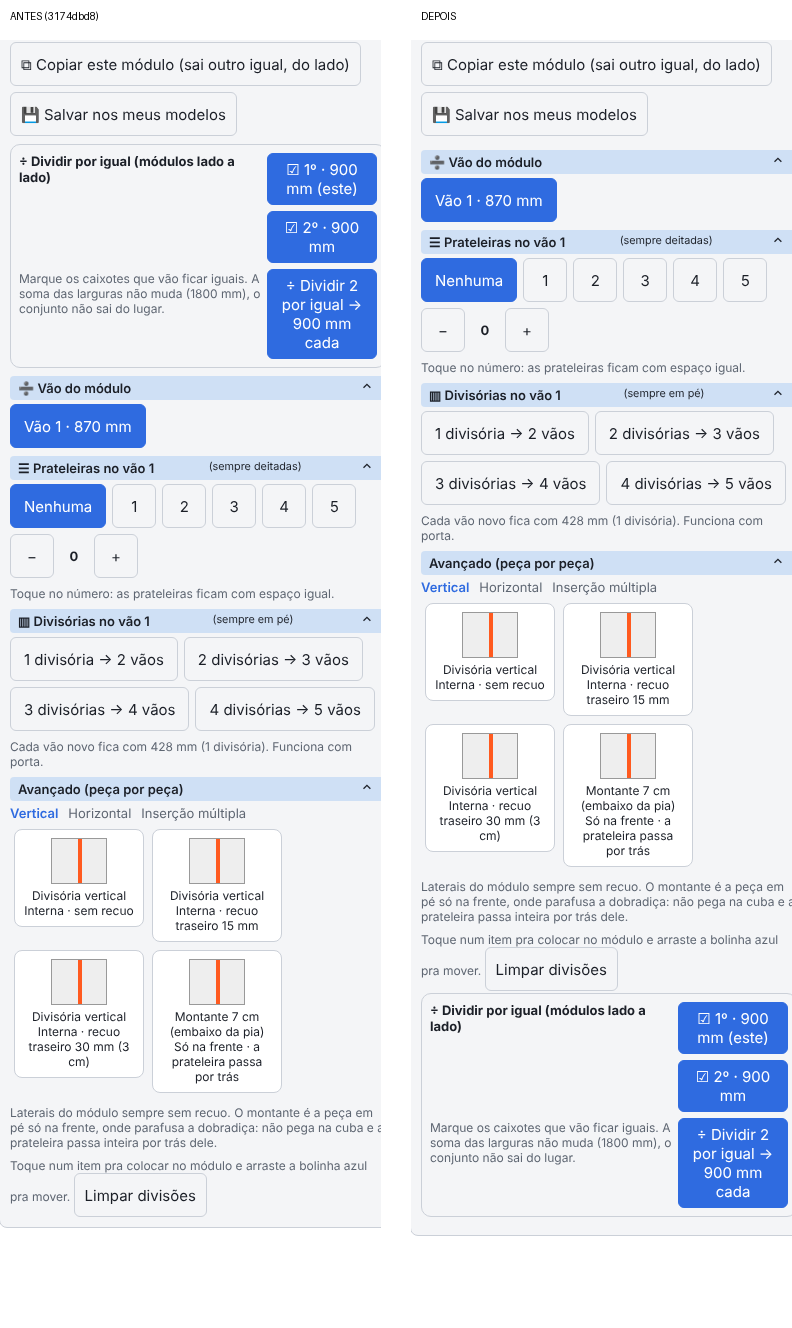 ANTES (3174dbd8)
⧉ Copiar este módulo (sai outro igual, do lado)
💾 Salvar nos meus modelos
÷ Dividir por igual (módulos lado a
lado)
☑ 1º · 900
mm (este)
☑ 2º · 900
mm
Marque os caixotes que vão ficar iguais. A
soma das larguras não muda (1800 mm), o
conjunto não sai do lugar.
÷ Dividir 2
por igual →
900 mm
cada
➗ Vão do módulo
Vão 1 · 870 mm
☰ Prateleiras no vão 1 (sempre deitadas)
Nenhuma 1 2 3 4 5
− 0 +
Toque no número: as prateleiras ficam com espaço igual.
▥ Divisórias no vão 1 (sempre em pé)
1 divisória → 2 vãos 2 divisórias → 3 vãos
3 divisórias → 4 vãos 4 divisórias → 5 vãos
Cada vão novo fica com 428 mm (1 divisória). Funciona com
porta.
Avançado (peça por peça)
Vertical Horizontal Inserção múltipla
Divisória vertical
Interna · sem recuo
Divisória vertical
Interna · recuo
traseiro 15 mm
Divisória vertical
Interna · recuo
traseiro 30 mm (3
cm)
Montante 7 cm
(embaixo da pia)
Só na frente · a
prateleira passa
por trás
Laterais do módulo sempre sem recuo. O montante é a peça em
pé só na frente, onde parafusa a dobradiça: não pega na cuba e a
prateleira passa inteira por trás dele.
Toque num item pra colocar no módulo e arraste a bolinha azul
pra mover. Limpar divisões
DEPOIS
⧉ Copiar este módulo (sai outro igual, do lado)
💾 Salvar nos meus modelos
➗ Vão do módulo
Vão 1 · 870 mm
☰ Prateleiras no vão 1 (sempre deitadas)
Nenhuma 1 2 3 4 5
− 0 +
Toque no número: as prateleiras ficam com espaço igual.
▥ Divisórias no vão 1 (sempre em pé)
1 divisória → 2 vãos 2 divisórias → 3 vãos
3 divisórias → 4 vãos 4 divisórias → 5 vãos
Cada vão novo fica com 428 mm (1 divisória). Funciona com
porta.
Avançado (peça por peça)
Vertical Horizontal Inserção múltipla
Divisória vertical
Interna · sem recuo
Divisória vertical
Interna · recuo
traseiro 15 mm
Divisória vertical
Interna · recuo
traseiro 30 mm (3
cm)
Montante 7 cm
(embaixo da pia)
Só na frente · a
prateleira passa
por trás
Laterais do módulo sempre sem recuo. O montante é a peça em
pé só na frente, onde parafusa a dobradiça: não pega na cuba e a
prateleira passa inteira por trás dele.
Toque num item pra colocar no módulo e arraste a bolinha azul
pra mover. Limpar divisões
÷ Dividir por igual (módulos lado a
lado)
☑ 1º · 900
mm (este)
☑ 2º · 900
mm
Marque os caixotes que vão ficar iguais. A
soma das larguras não muda (1800 mm), o
conjunto não sai do lugar.
÷ Dividir 2
por igual →
900 mm
cada